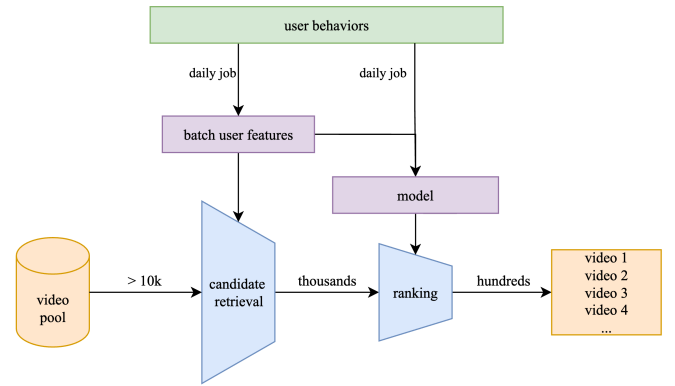 user behaviors
daily job
daily job
batch user features
model
video
pool
> 10k
candidate
retrieval
thousands
ranking
hundreds
video 1
video 2
video 3
video 4
...